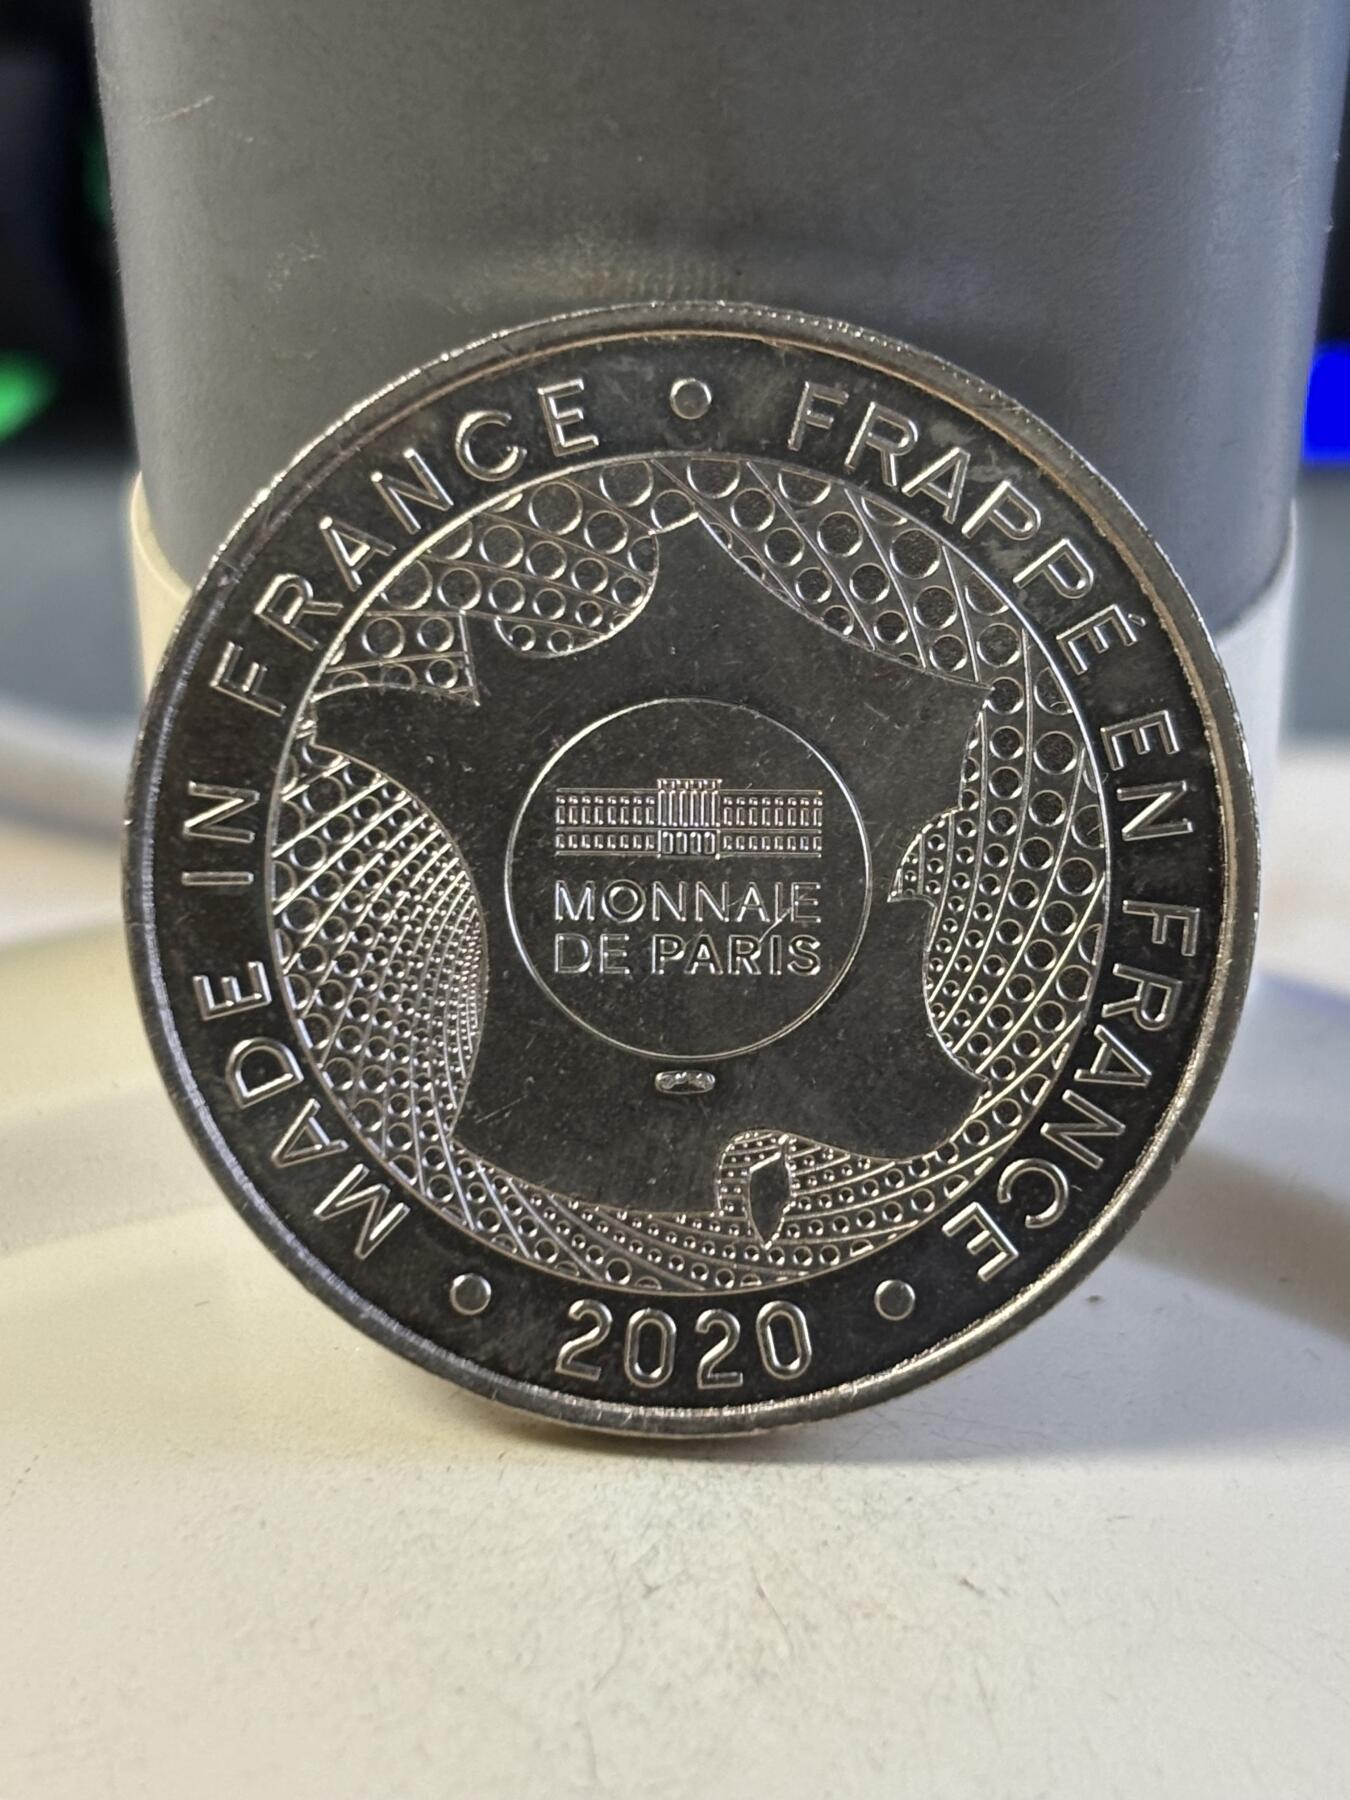 MADE IN FRANCE • FRAPPÉ EN FRANCE • 2020 •
MONNAIE
DE PARIS